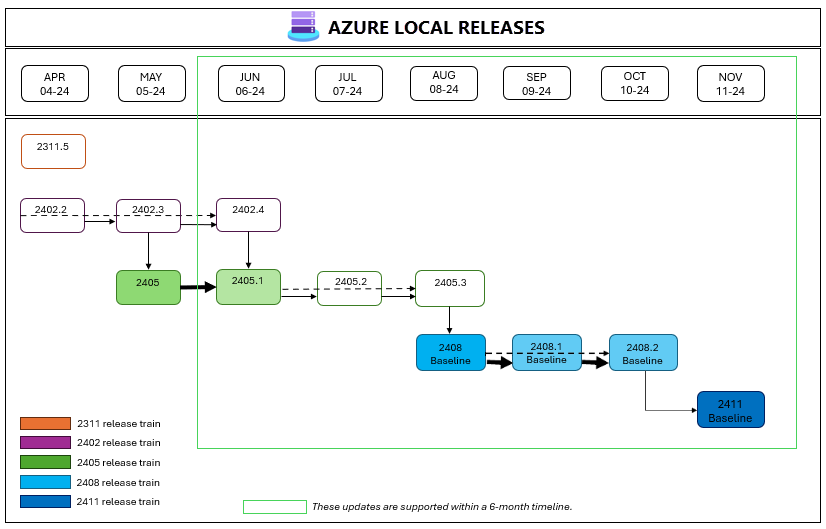 AZURE LOCAL RELEASES
APR
04-24
MAY
05-24
JUN
06-24
JUL
07-24
AUG
08-24
SEP
09-24
OCT
10-24
NOV
11-24
2311.5
2402.2
2402.3
2402.4
2405
2405.1
2405.2
2405.3
2408
Baseline
2408.1
Baseline
2408.2
Baseline
2411
Baseline
2311 release train
2402 release train
2405 release train
2408 release train
2411 release train
These updates are supported within a 6-month timeline.